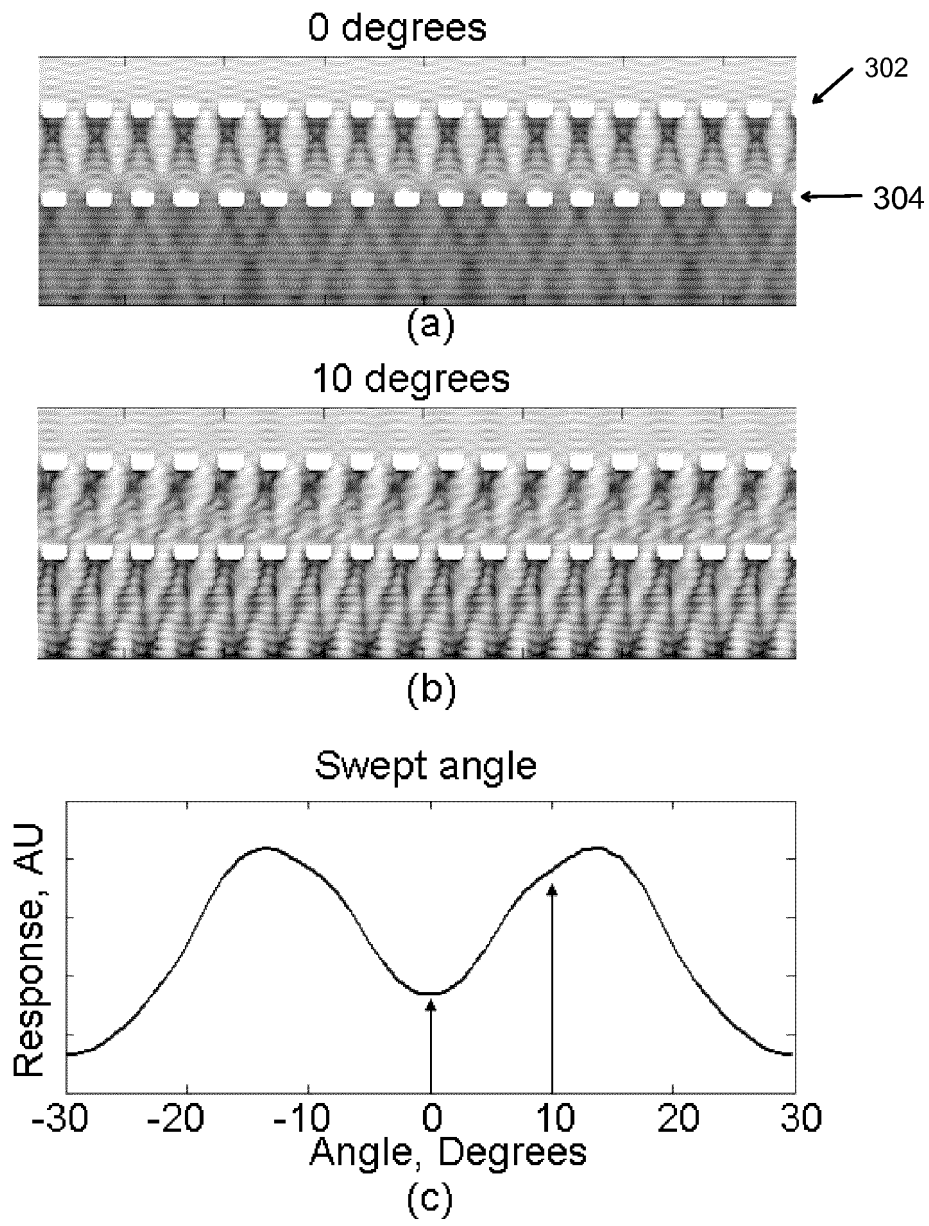 0 degrees
302
304
(a)
10 degrees
(b)
Swept angle
Response, AU
-30 -20 -10 0 10 20 30
Angle, Degrees
(c)